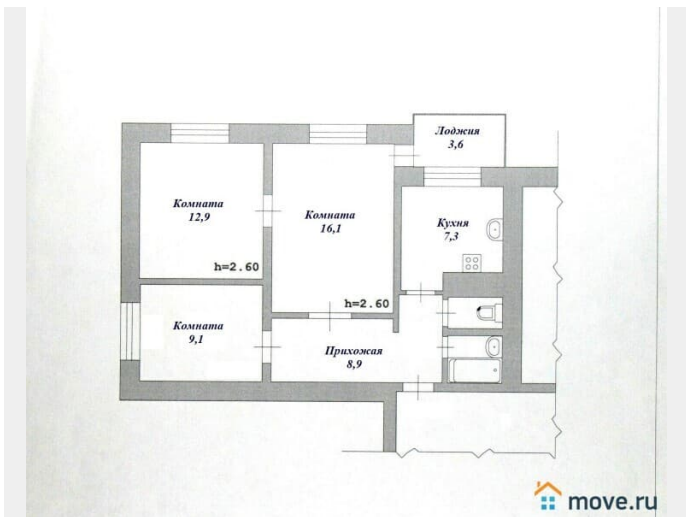 Лоджия
3,6
Комната
12,9
Комната
16,1
Кухня
7,3
h=2.60
h=2.60
Комната
9,1
Прихожая
8,9
move.ru